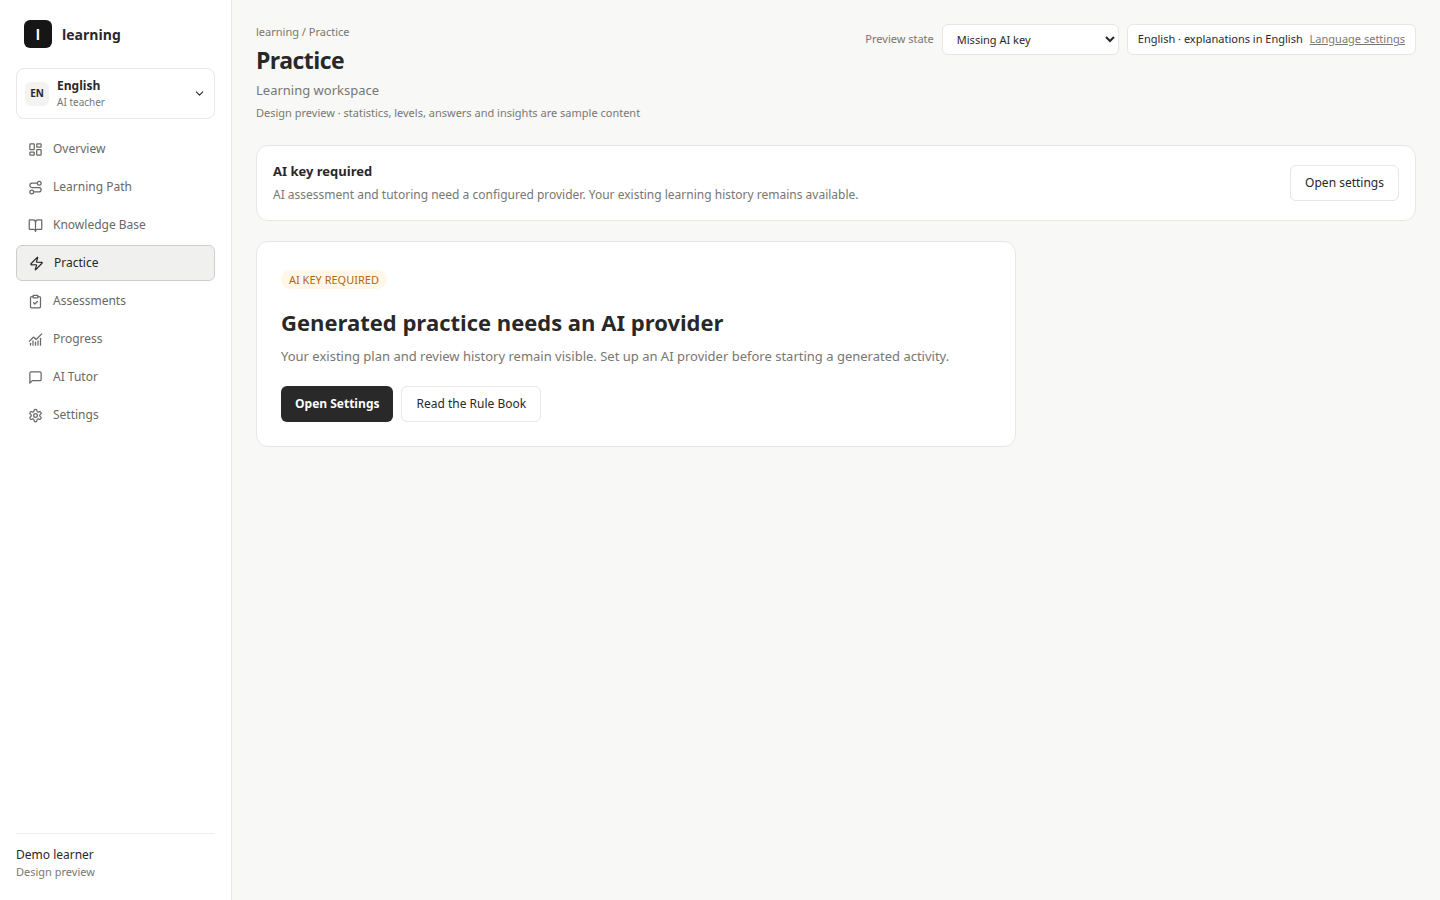 l learning
EN English
AI teacher
Overview
Learning Path
Knowledge Base
Practice
Assessments
Progress
AI Tutor
Settings
Demo learner
Design preview
learning / Practice
Practice
Learning workspace
Design preview · statistics, levels, answers and insights are sample content
Preview state Missing AI key English · explanations in English Language settings
AI key required
AI assessment and tutoring need a configured provider. Your existing learning history remains available.
Open settings
AI KEY REQUIRED
Generated practice needs an AI provider
Your existing plan and review history remain visible. Set up an AI provider before starting a generated activity.
Open Settings Read the Rule Book